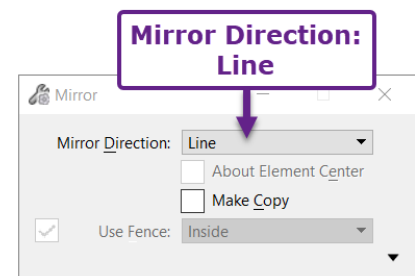 Mirror Direction:
Line
Mirror
Mirror Direction: Line
About Element Center
Make Copy
Use Fence: Inside